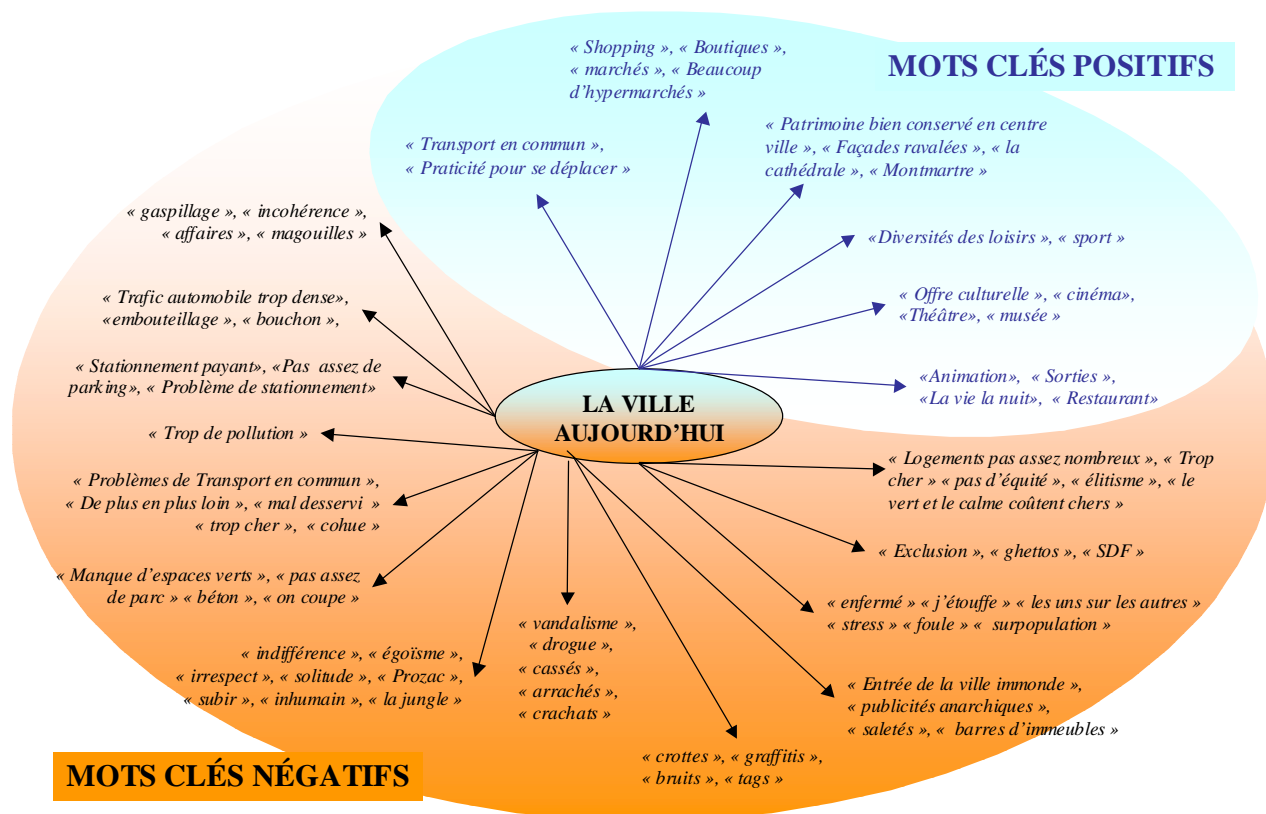 « Shopping », « Boutiques »,
« marchés », « Beaucoup
d’hypermarchés »
MOTS CLÉS POSITIFS
« Transport en commun »,
« Praticité pour se déplacer »
« Patrimoine bien conservé en centre
ville », « Façades ravalées », « la
cathédrale », « Montmartre »
«Diversités des loisirs », « sport »
« Offre culturelle », « cinéma»,
«Théâtre», « musée »
«Animation», « Sorties »,
«La vie la nuit», « Restaurant»
LA VILLE
AUJOURD’HUI
« gaspillage », « incohérence »,
« affaires », « magouilles »
« Trafic automobile trop dense»,
«embouteillage », « bouchon »,
« Stationnement payant», «Pas assez de
parking», « Problème de stationnement»
« Trop de pollution »
« Problèmes de Transport en commun »,
« De plus en plus loin », « mal desservi »
« trop cher », « cohue »
« Manque d’espaces verts », « pas assez
de parc » « béton », « on coupe »
« indifférence », « égoïsme »,
« irrespect », « solitude », « Prozac »,
« subir », « inhumain », « la jungle »
« vandalisme »,
« drogue »,
« cassés »,
« arrachés »,
« crachats »
« crottes », « graffitis »,
« bruits », « tags »
« Logements pas assez nombreux », « Trop
cher » « pas d’équité », « élitisme », « le
vert et le calme coûtent chers »
« Exclusion », « ghettos », « SDF »
« enfermé » « j’étouffe » « les uns sur les autres »
« stress » « foule » « surpopulation »
« Entrée de la ville immonde »,
« publicités anarchiques »,
« saletés », « barres d’immeubles »
MOTS CLÉS NÉGATIFS